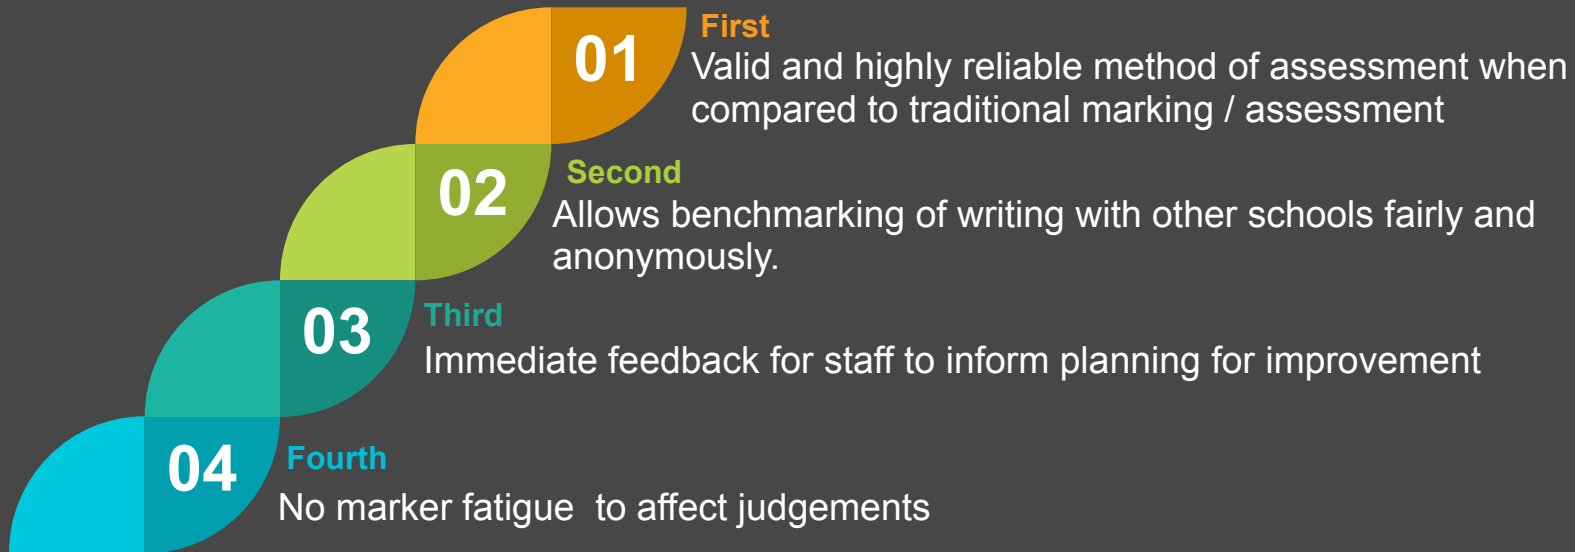 01
First
Valid and highly reliable method of assessment when
compared to traditional marking / assessment
02
Second
Allows benchmarking of writing with other schools fairly and
anonymously.
03
Third
Immediate feedback for staff to inform planning for improvement
04
Fourth
No marker fatigue  to affect judgements